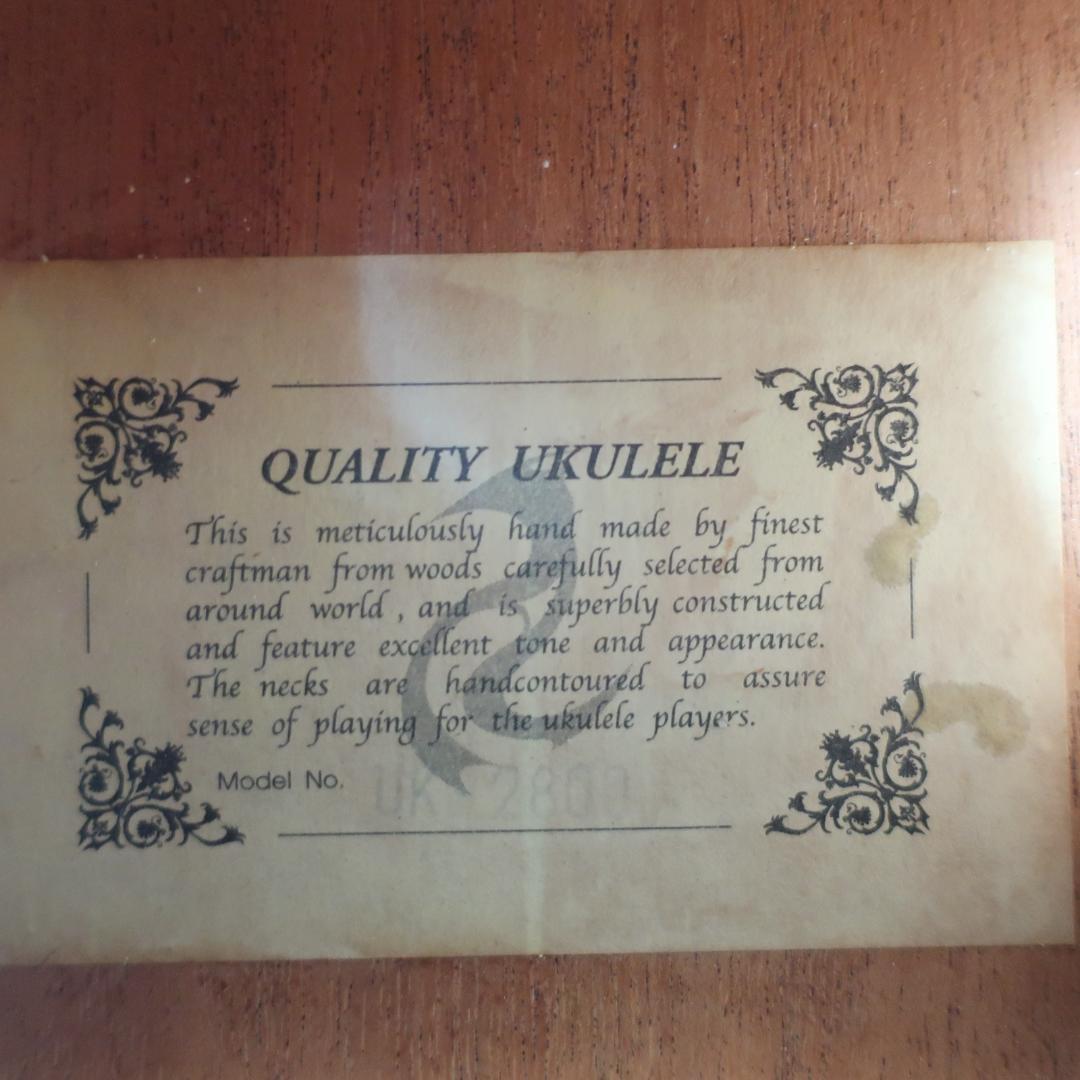 QUALITY UKULELE
This is meticulously hand made by finest
craftman from woods carefully selected from
around world , and is superbly constructed
and feature excellent tone and appearance.
The necks are handcontoured to assure
sense of playing for the ukulele players.
Model No. UK